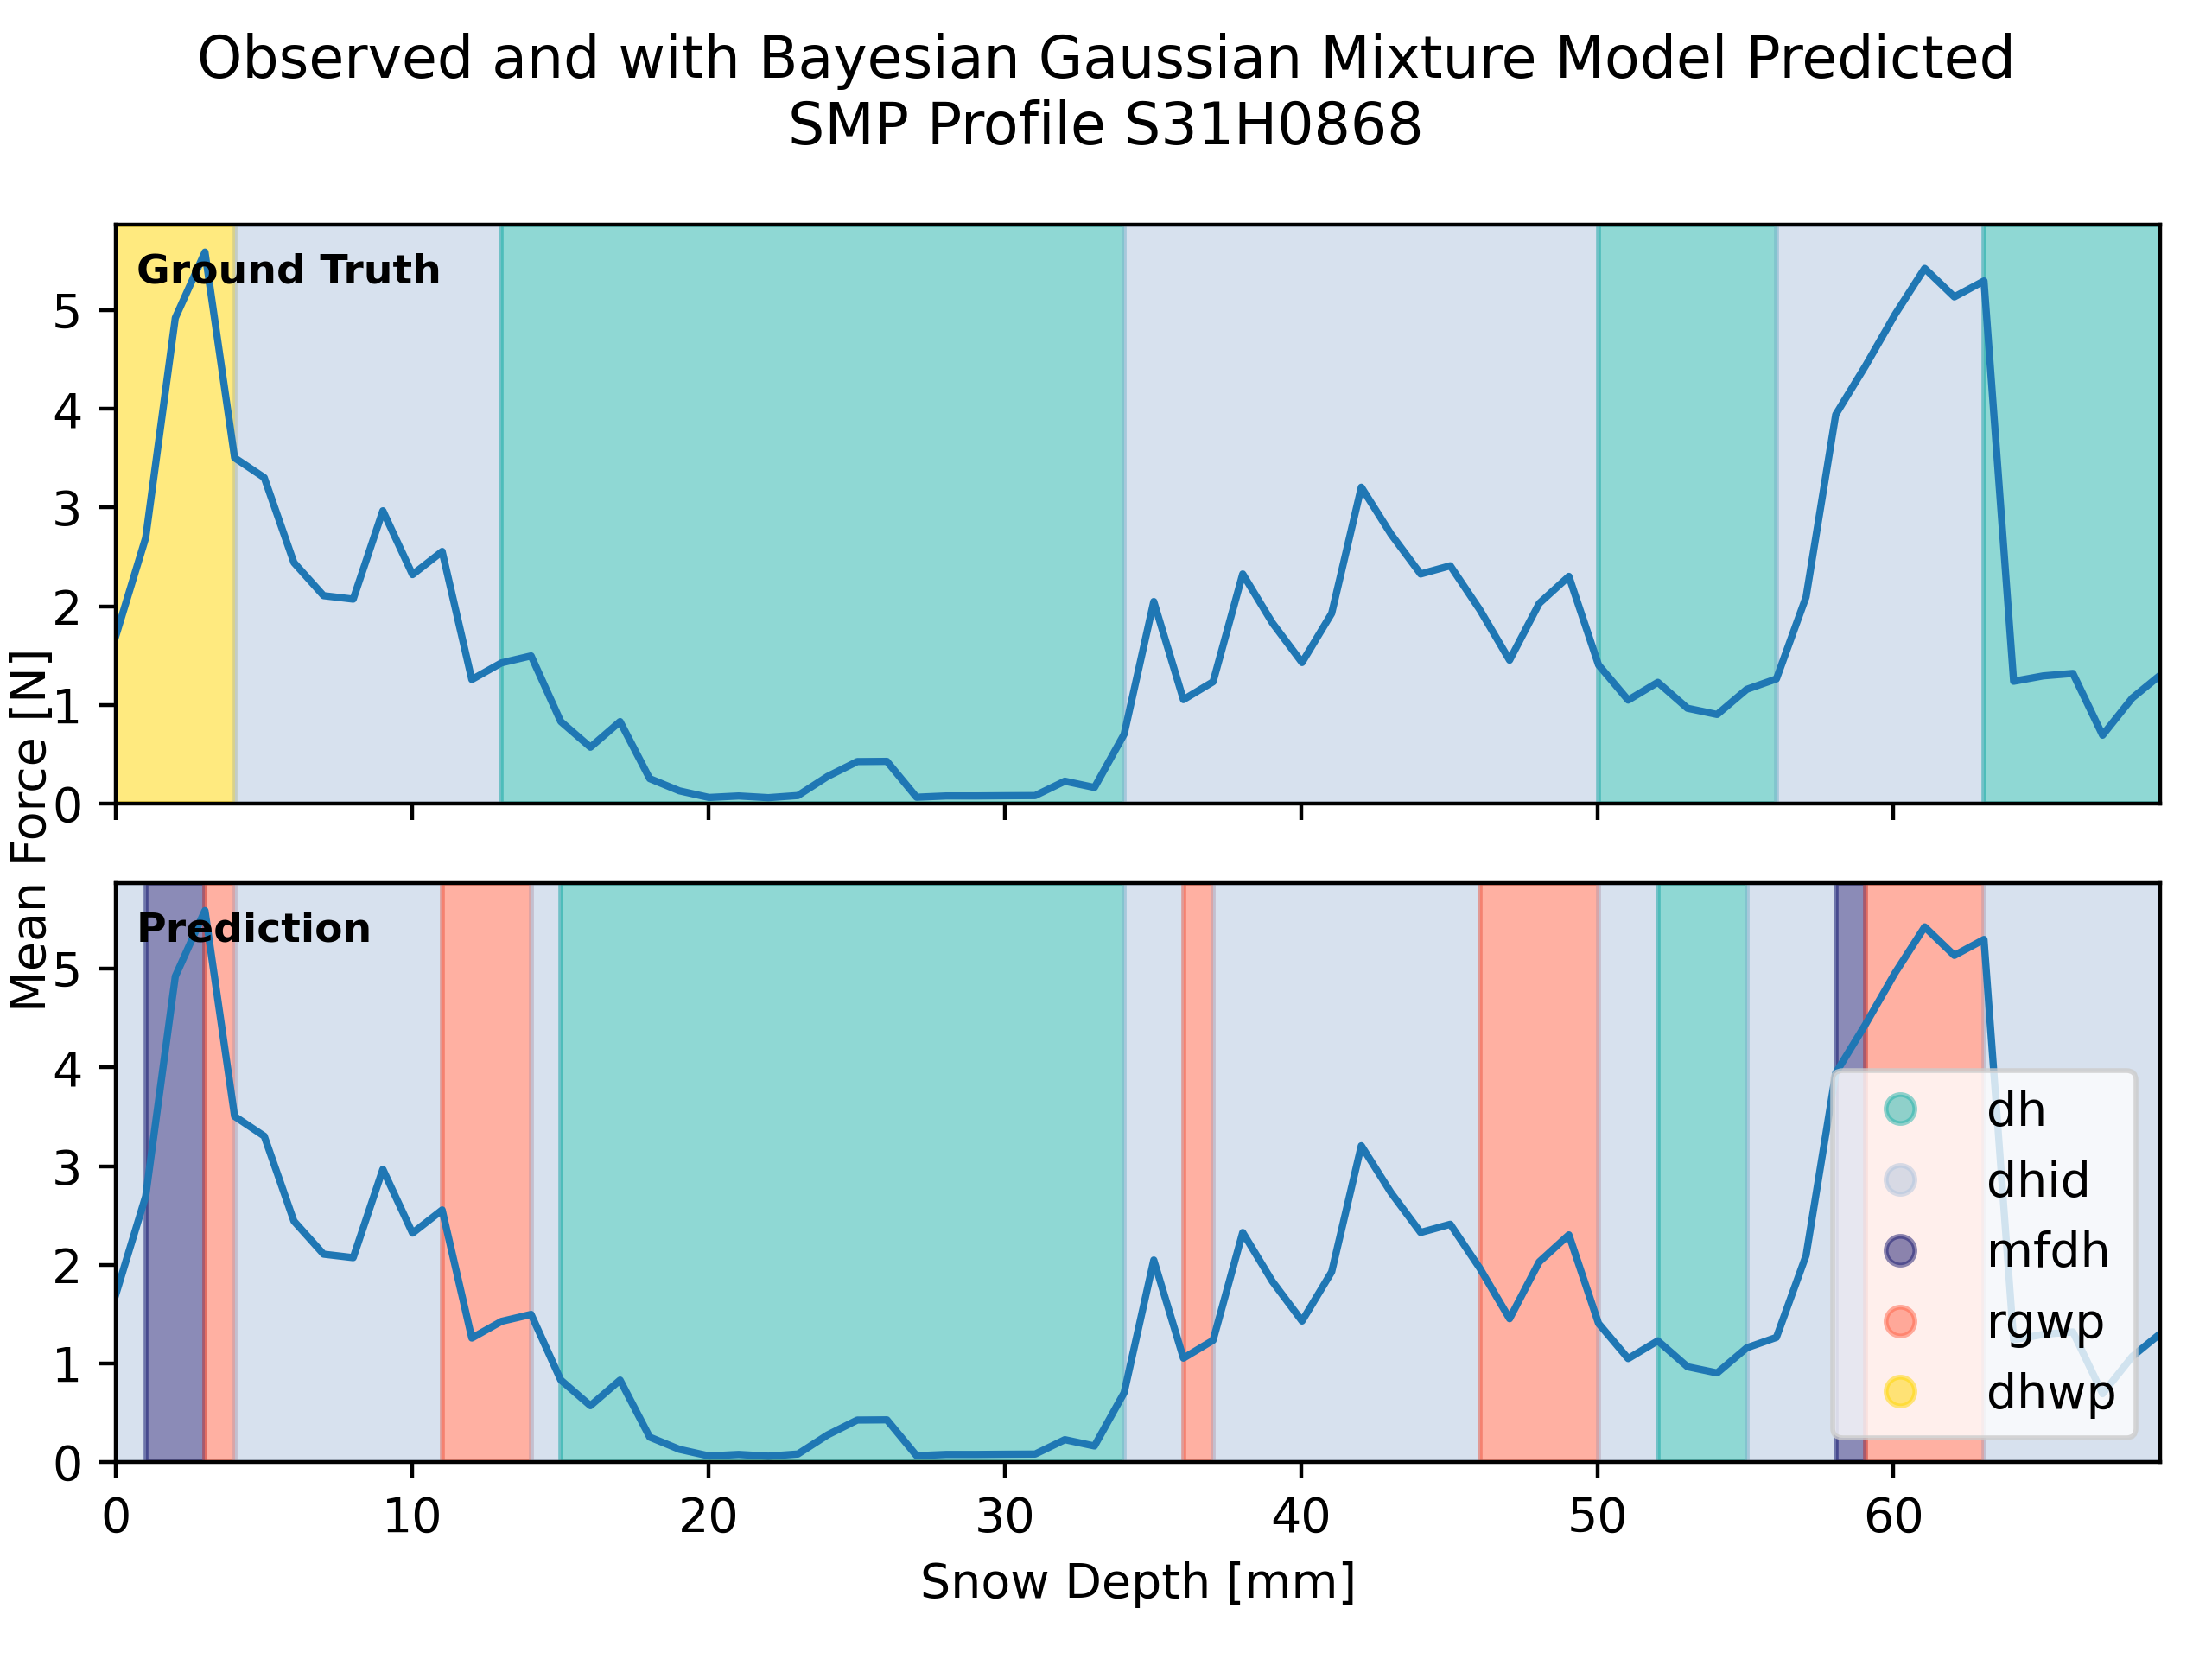 Observed and with Bayesian Gaussian Mixture Model Predicted
SMP Profile S31H0868
Mean Force [N]
Ground Truth
5
4
3
2
1
0
Prediction
5
4
3
2
1
0
dh
dhid
mfdh
rgwp
dhwp
0 10 20 30 40 50 60
Snow Depth [mm]